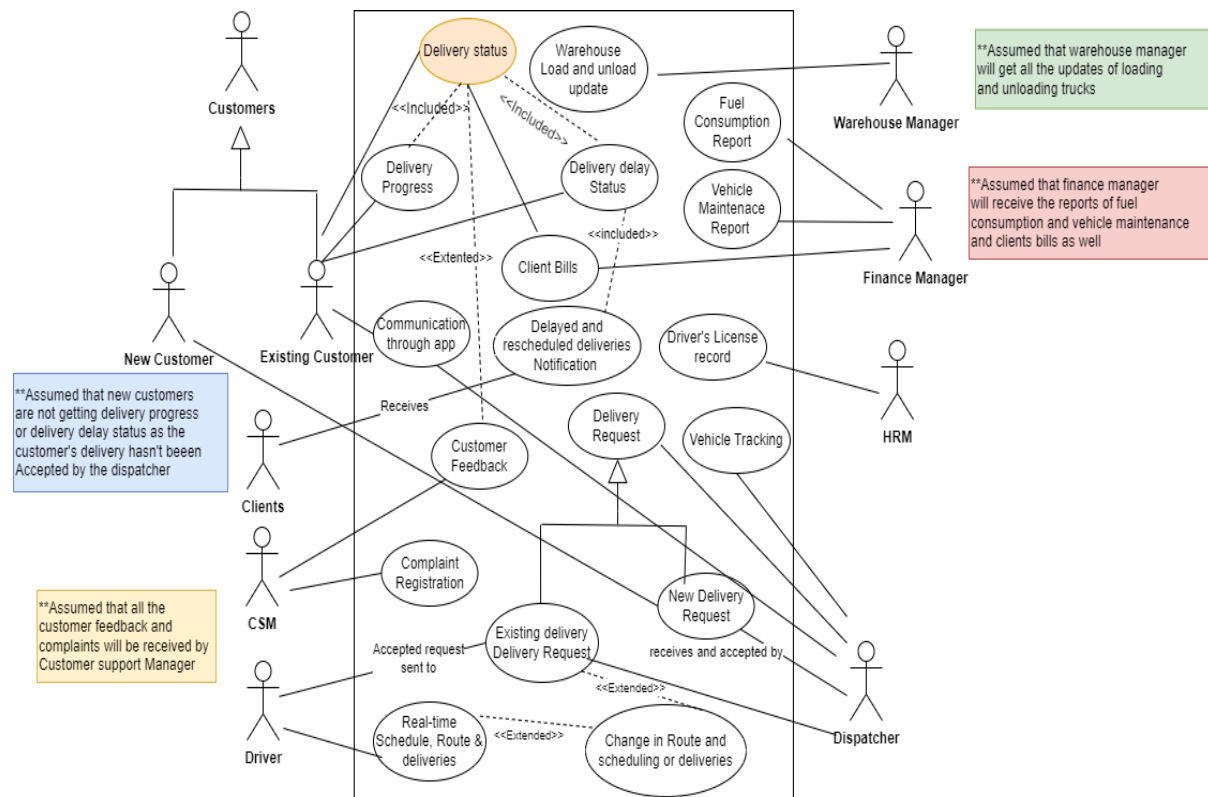 Customers
Delivery status
Warehouse
Load and unload
update
Warehouse Manager
**Assumed that warehouse manager
will get all the updates of loading
and unloading trucks
<<Included>>
<<Included>>
Fuel
Consumption
Report
Delivery
Progress
Delivery delay
Status
Vehicle
Maintenace
Report
**Assumed that finance manager
will receive the reports of fuel
consumption and vehicle maintenance
and clients bills as well
<<included>>
<<Extented>>
Client Bills
Finance Manager
New Customer
Existing Customer
Communication
through app
Delayed and
rescheduled deliveries
Notification
Driver's License
record
HRM
**Assumed that new customers
are not getting delivery progress
or delivery delay status as the
customer's delivery hasn't beeen
Accepted by the dispatcher
Receives
Clients
Customer
Feedback
Delivery
Request
Vehicle Tracking
Complaint
Registration
CSM
**Assumed that all the
customer feedback and
complaints will be received by
Customer support Manager
New Delivery
Request
Existing delivery
Delivery Request
receives and accepted by
Accepted request
sent to
<<Extended>>
Driver
Real-time
Schedule, Route &
deliveries
<<Extended>>
Change in Route and
scheduling or deliveries
Dispatcher